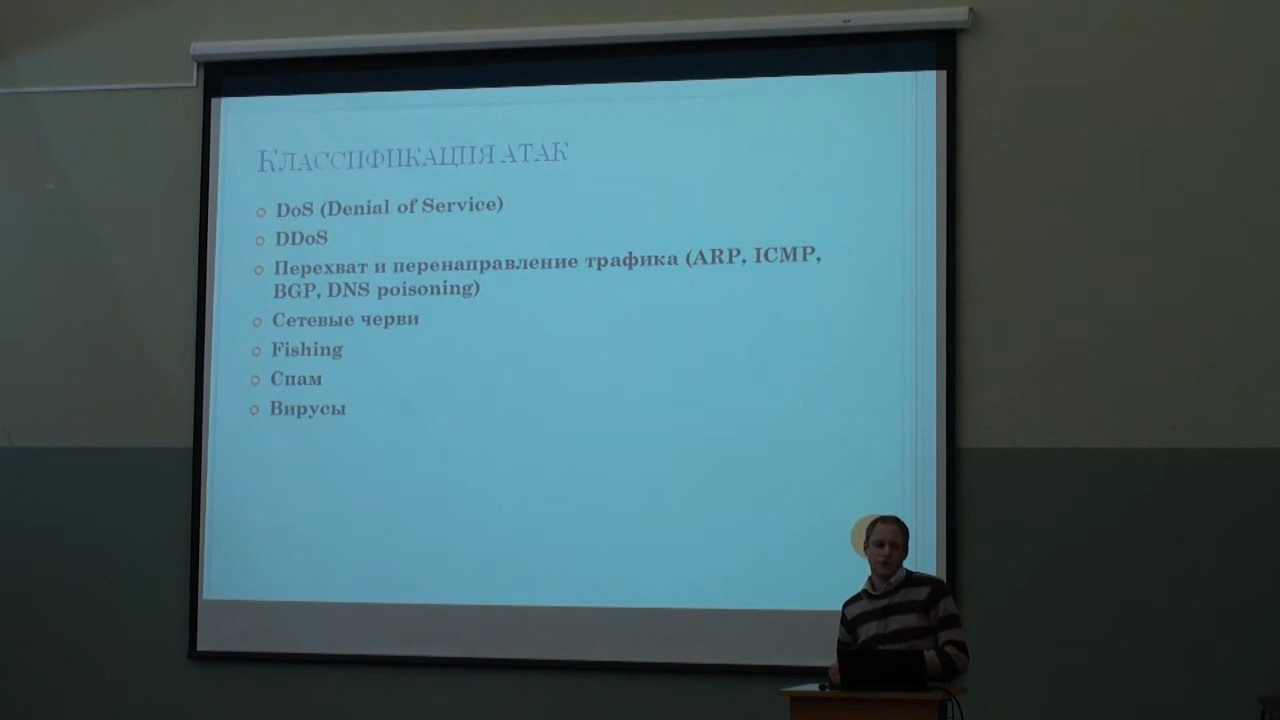 Классификация атак
DoS (Denial of Service)
DDoS
Перехват и перенаправление трафика (ARP, ICMP,
BGP, DNS poisoning)
Сетевые черви
Fishing
Спам
Вирусы